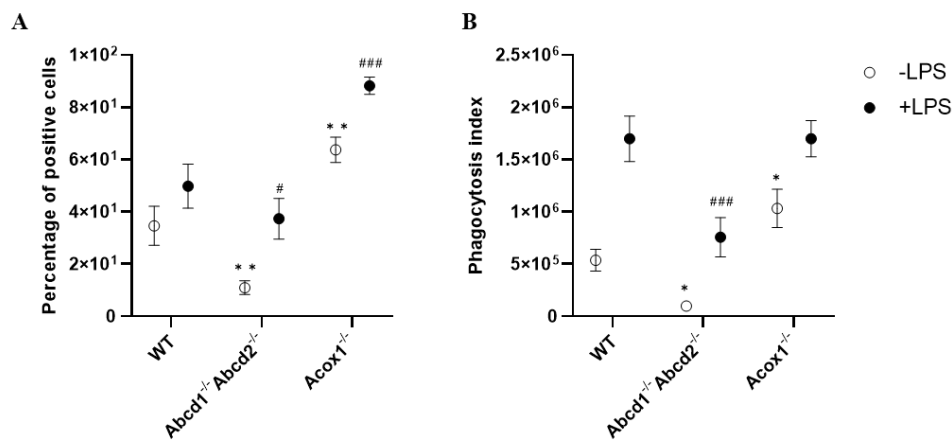 A
Percentage of positive cells
1×10²
8×10¹
6×10¹
4×10¹
2×10¹
0
* *
* *
#
###
WT
Abcd1⁻/⁻Abcd2⁻/⁻
Acox1⁻/⁻
B
Phagocytosis index
2.5×10⁶
2×10⁶
1.5×10⁶
1×10⁶
5×10⁵
0
*
###
*
WT
Abcd1⁻/⁻Abcd2⁻/⁻
Acox1⁻/⁻
-LPS
+LPS